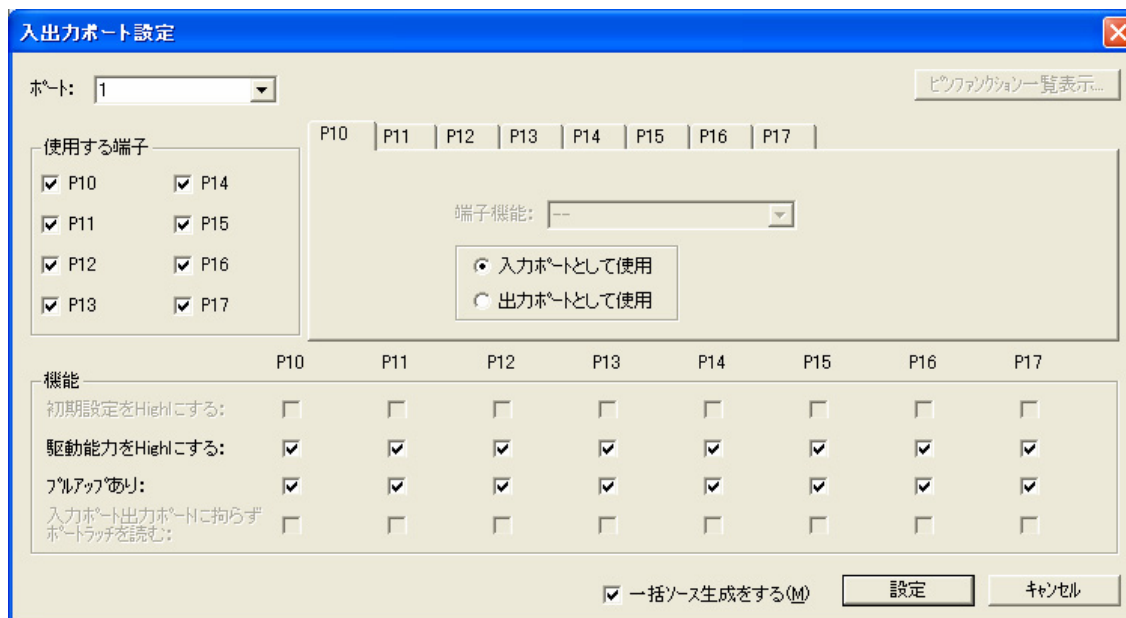 入出力ポート設定
ポート: 1
ピンファンクション一覧表示...
使用する端子
P10 P14
P11 P15
P12 P16
P13 P17
P10 P11 P12 P13 P14 P15 P16 P17
端子機能: --
入力ポートとして使用
出力ポートとして使用
P10 P11 P12 P13 P14 P15 P16 P17
機能
初期設定をHighにする:
駆動能力をHighにする:
プルアップあり:
入力ポート出力ポートに拘らず
ポートラッチを読む:
一括ソース生成をする(M)
設定
キャンセル